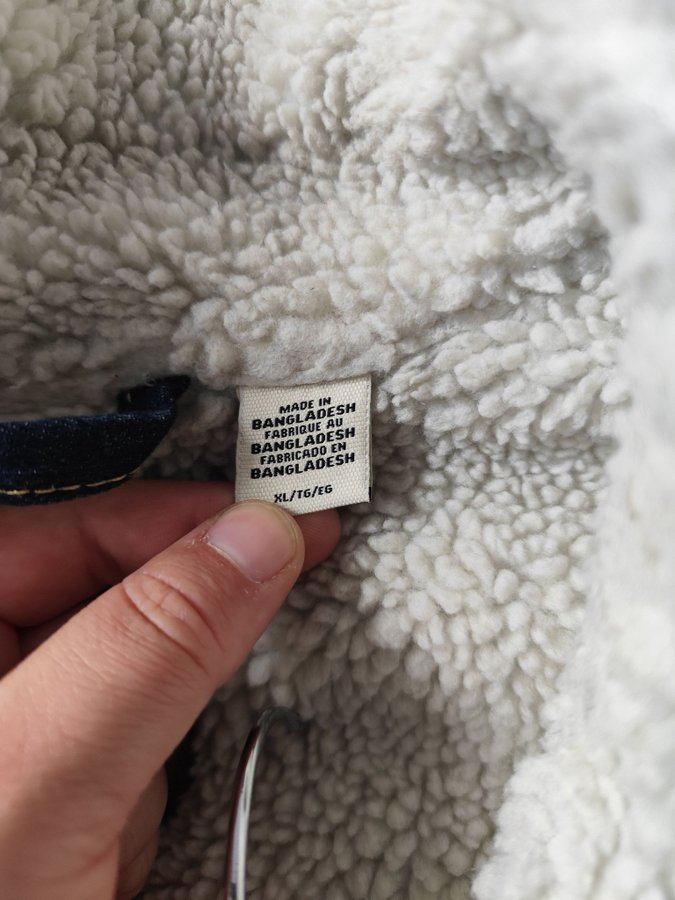 MADE IN
BANGLADESH
FABRIQUE AU
BANGLADESH
FABRICADO EN
BANGLADESH
XL/TG/EG